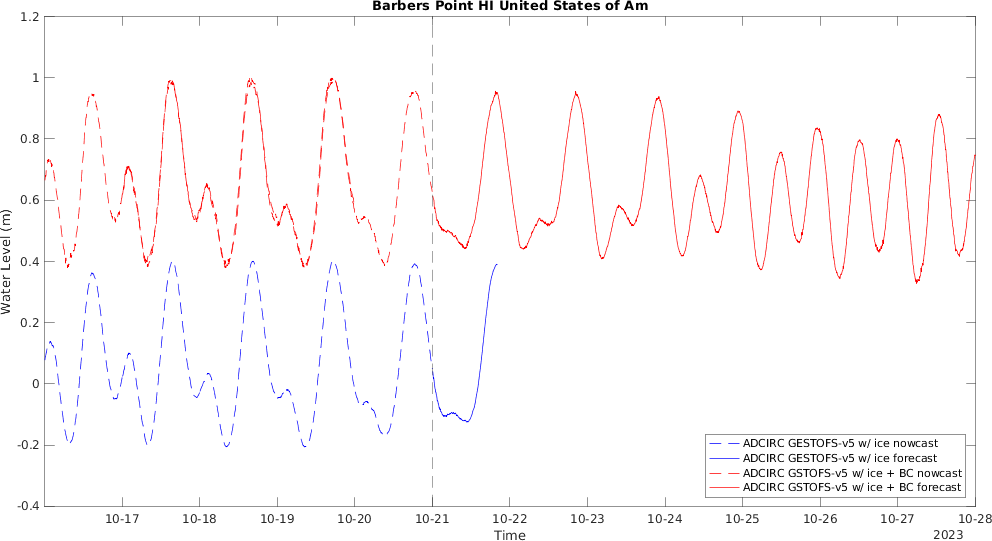 Barbers Point HI United States of Am
1.2
1
0.8
0.6
0.4
0.2
0
-0.2
-0.4
Water Level (m)
ADCIRC GESTOFS-v5 w/ ice nowcast
ADCIRC GESTOFS-v5 w/ ice forecast
ADCIRC GSTOFS-v5 w/ ice + BC nowcast
ADCIRC GSTOFS-v5 w/ ice + BC forecast
10-17 10-18 10-19 10-20 10-21 10-22 10-23 10-24 10-25 10-26 10-27 10-28
Time
2023